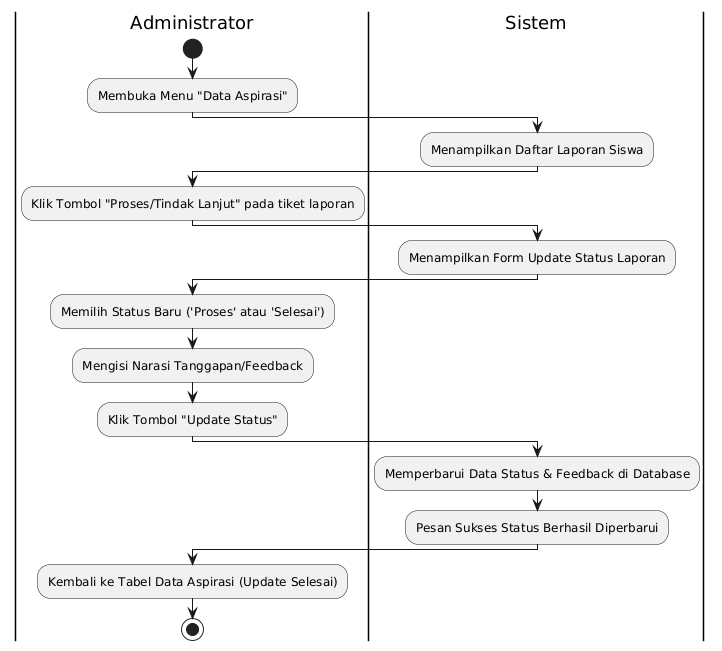 Administrator
Sistem
Membuka Menu "Data Aspirasi"
Menampilkan Daftar Laporan Siswa
Klik Tombol "Proses/Tindak Lanjut" pada tiket laporan
Menampilkan Form Update Status Laporan
Memilih Status Baru ('Proses' atau 'Selesai')
Mengisi Narasi Tanggapan/Feedback
Klik Tombol "Update Status"
Memperbarui Data Status & Feedback di Database
Pesan Sukses Status Berhasil Diperbarui
Kembali ke Tabel Data Aspirasi (Update Selesai)